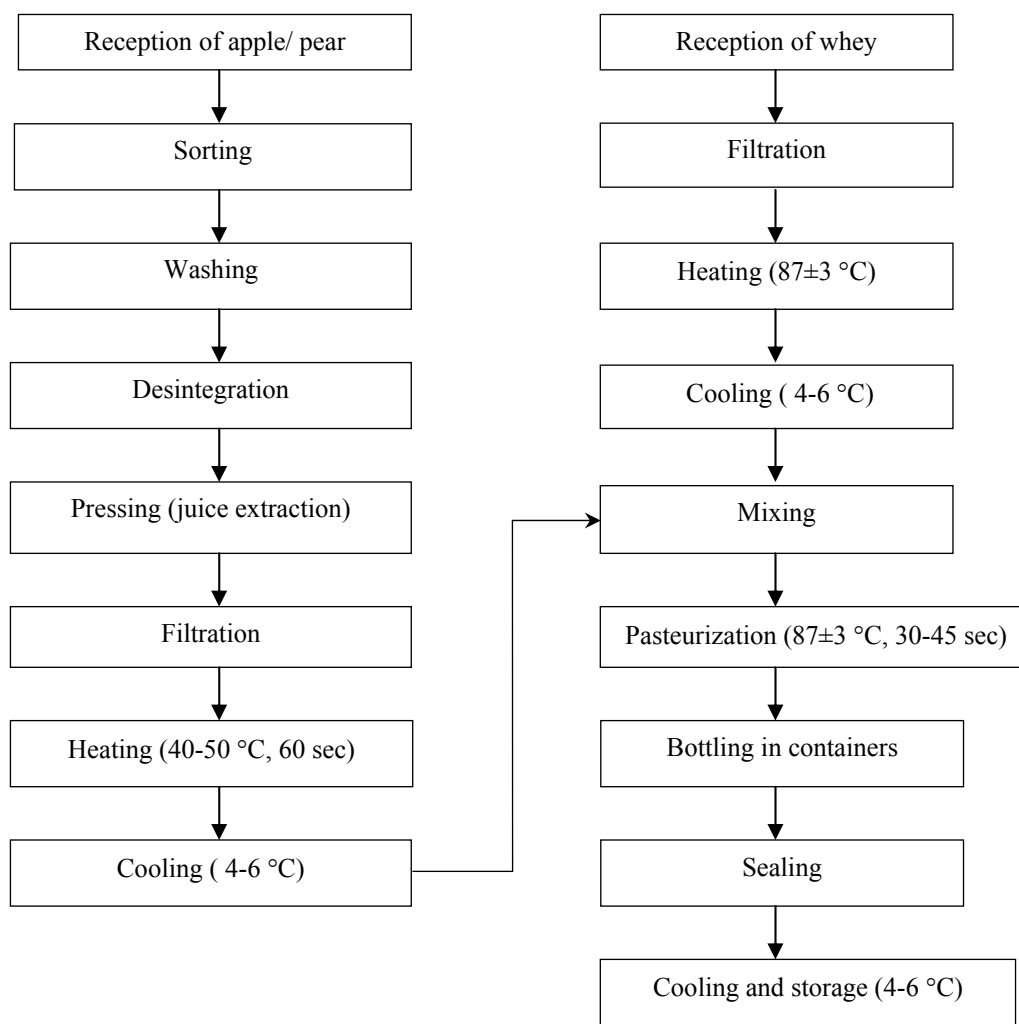 Reception of apple/ pear
Sorting
Washing
Desintegration
Pressing (juice extraction)
Filtration
Heating (40-50 °C, 60 sec)
Cooling ( 4-6 °C)
Reception of whey
Filtration
Heating (87±3 °C)
Cooling ( 4-6 °C)
Mixing
Pasteurization (87±3 °C, 30-45 sec)
Bottling in containers
Sealing
Cooling and storage (4-6 °C)